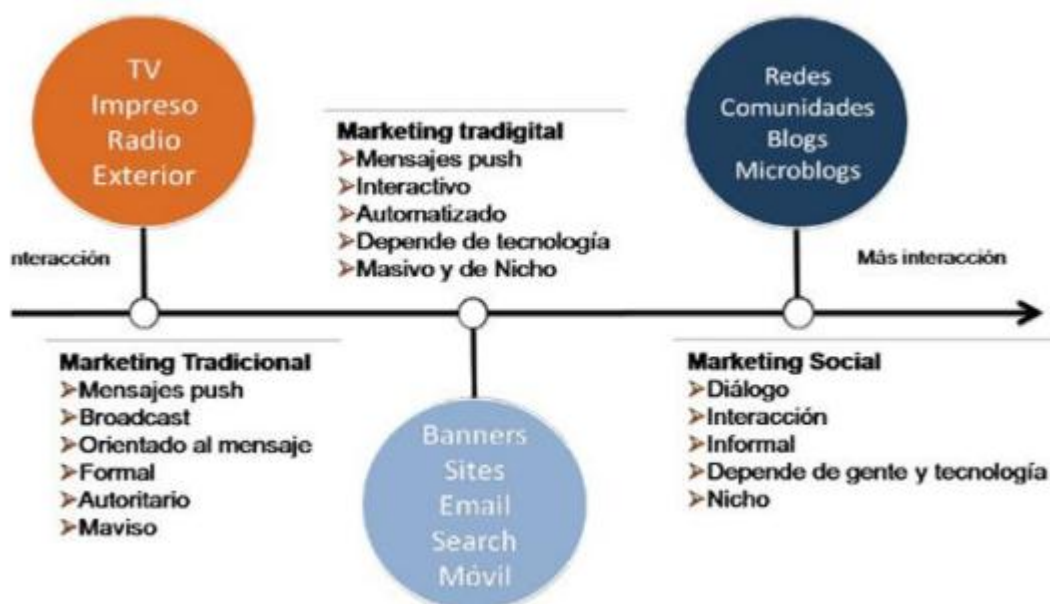 TV
Impreso
Radio
Exterior
nteracción
Marketing Tradicional
➢Mensajes push
➢Broadcast
➢Orientado al mensaje
➢Formal
➢Autoritario
➢Maviso
Marketing tradigital
➢Mensajes push
➢Interactivo
➢Automatizado
➢Depende de tecnología
➢Masivo y de Nicho
Banners
Sites
Email
Search
Móvil
Redes
Comunidades
Blogs
Microblogs
Más interacción
Marketing Social
➢Diálogo
➢Interacción
➢Informal
➢Depende de gente y tecnología
➢Nicho